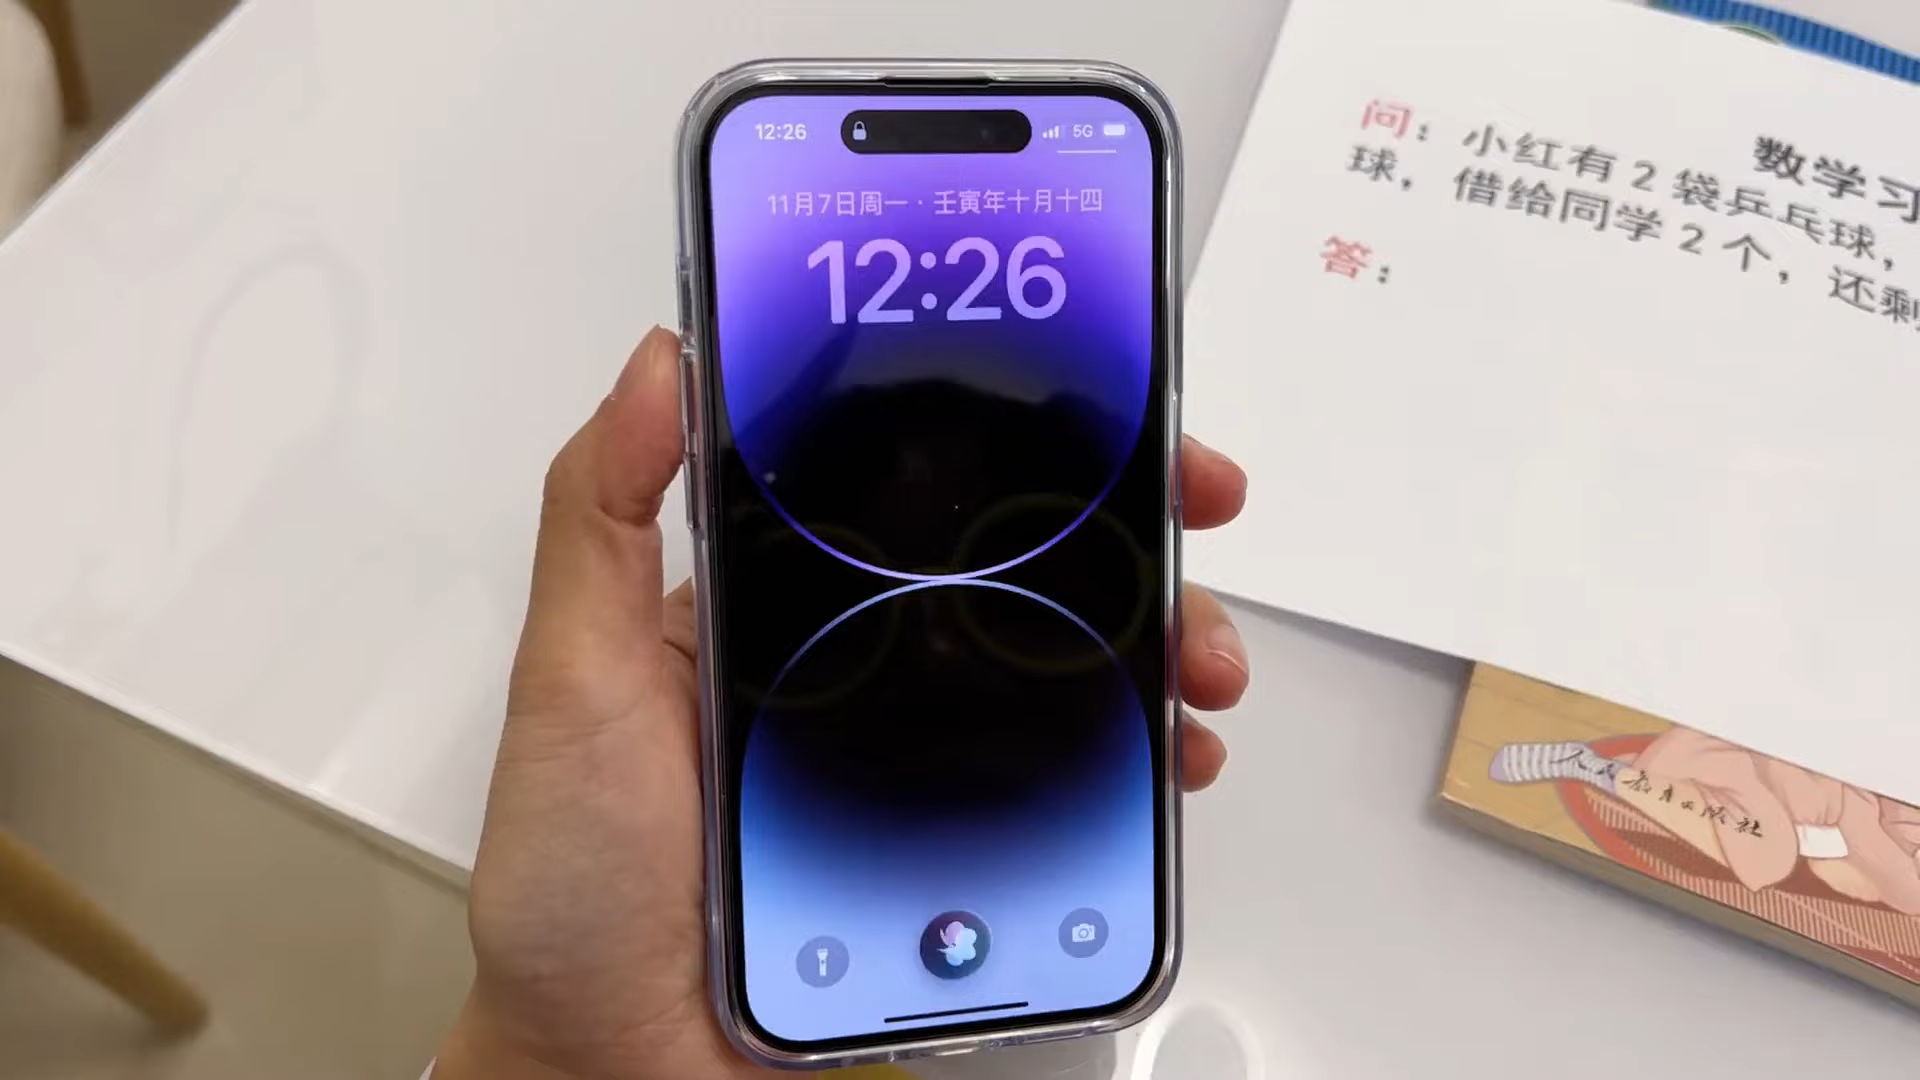 12:26
5G
11月7日周一·壬寅年十月十四
12:26
数学习
问：小红有2袋乒乓球，
球，借给同学2个，还剩
答：
人民教育出版社